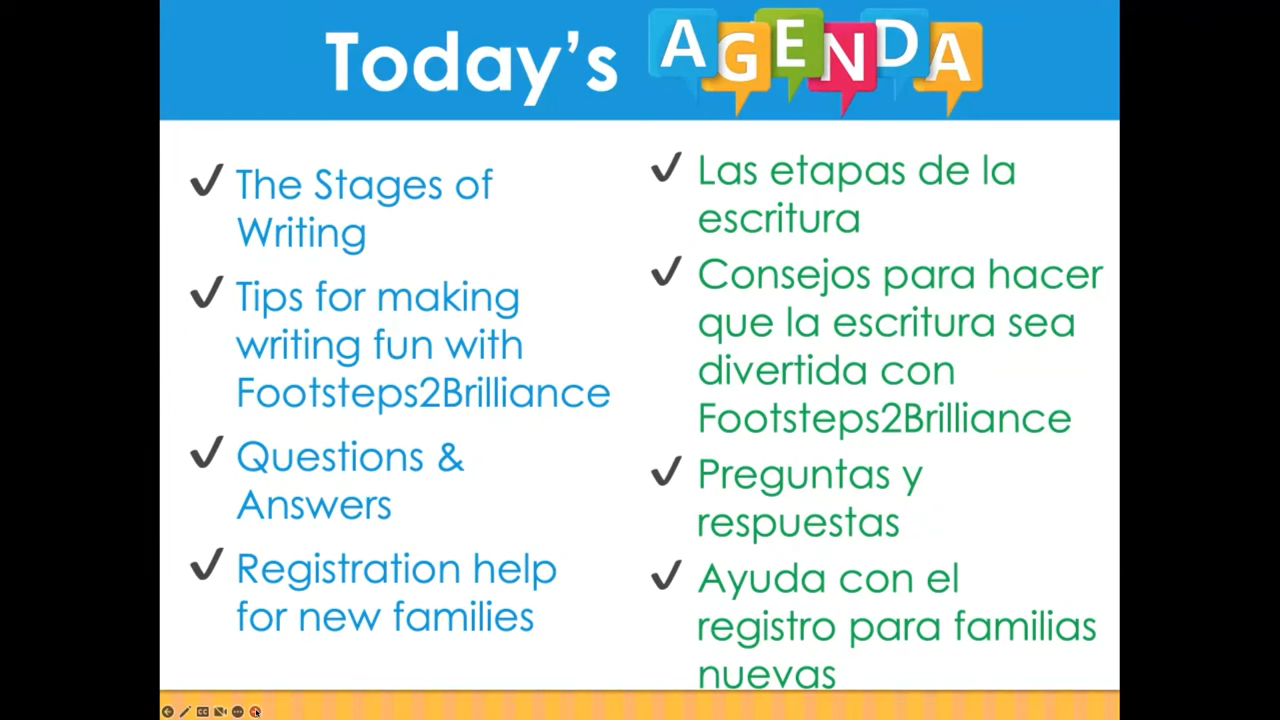 Today's AGENDA
The Stages of
Writing
Tips for making
writing fun with
Footsteps2Brilliance
Questions &
Answers
Registration help
for new families
Las etapas de la
escritura
Consejos para hacer
que la escritura sea
divertida con
Footsteps2Brilliance
Preguntas y
respuestas
Ayuda con el
registro para familias
nuevas